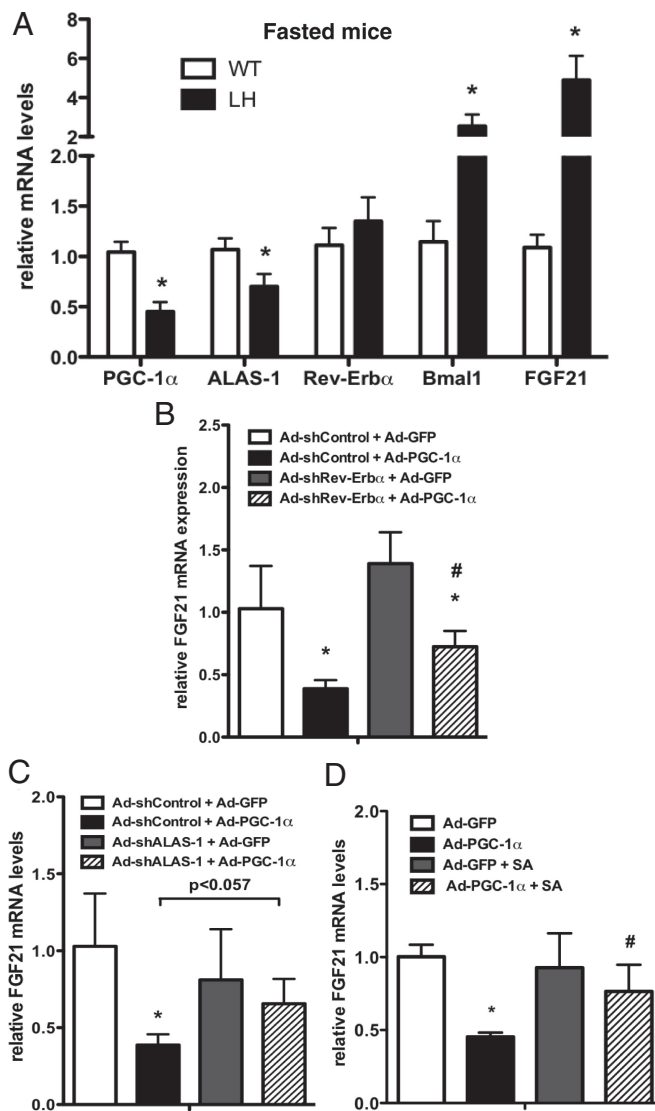 A
Fasted mice
WT
LH
relative mRNA levels
8
6
4
2
2.0
1.5
1.0
0.5
0.0
*
*
*
*
PGC-1α ALAS-1 Rev-Erbα Bmal1 FGF21
B
relative FGF21 mRNA expression
2.5
2.0
1.5
1.0
0.5
0.0
Ad-shControl + Ad-GFP
Ad-shControl + Ad-PGC-1α
Ad-shRev-Erbα + Ad-GFP
Ad-shRev-Erbα + Ad-PGC-1α
*
#
*
C
relative FGF21 mRNA levels
2.0
1.5
1.0
0.5
0.0
Ad-shControl + Ad-GFP
Ad-shControl + Ad-PGC-1α
Ad-shALAS-1 + Ad-GFP
Ad-shALAS-1 + Ad-PGC-1α
p<0.057
*
D
relative FGF21 mRNA levels
2.0
1.5
1.0
0.5
0.0
Ad-GFP
Ad-PGC-1α
Ad-GFP + SA
Ad-PGC-1α + SA
*
#